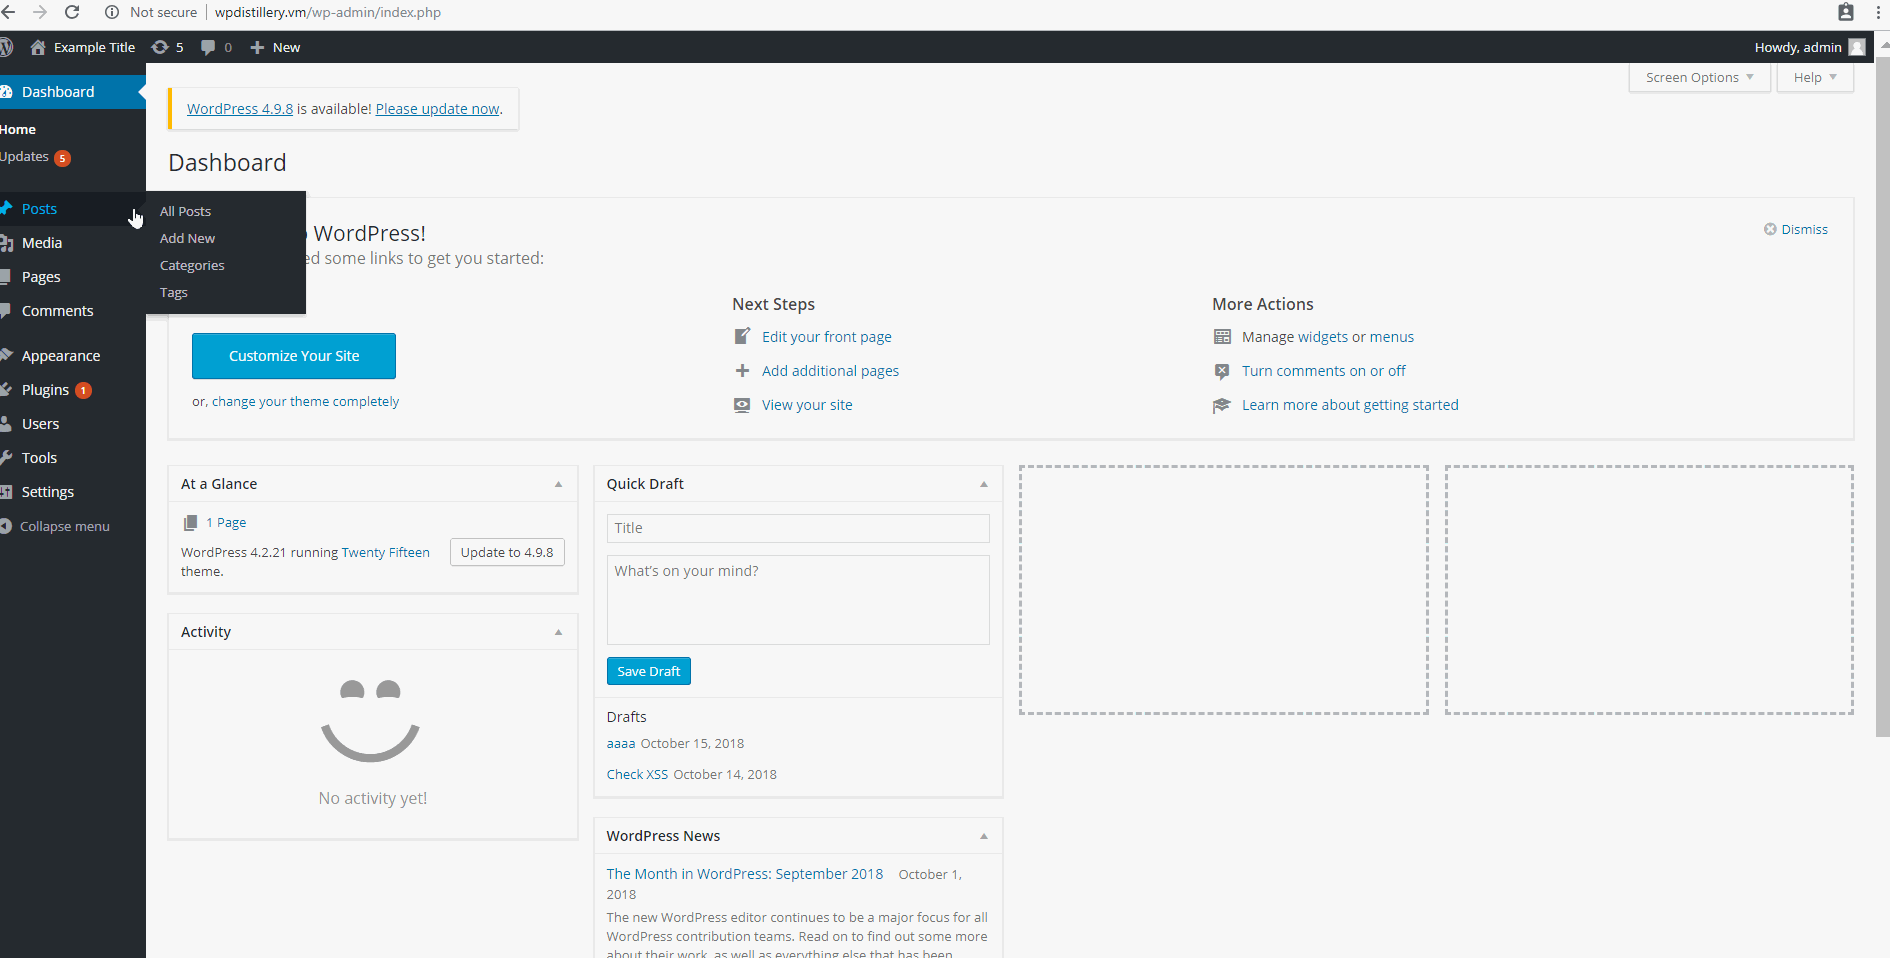 Not secure | wpdistillery.vm/wp-admin/index.php
Example Title 5 0 New
Howdy, admin
Dashboard
Home
Updates 5
Posts
Media
Pages
Comments
Appearance
Plugins 1
Users
Tools
Settings
Collapse menu
All Posts
Add New
Categories
Tags
Screen Options
Help
WordPress 4.9.8 is available! Please update now.
Dashboard
WordPress!
ed some links to get you started:
Dismiss
Customize Your Site
or, change your theme completely
Next Steps
Edit your front page
Add additional pages
View your site
More Actions
Manage widgets or menus
Turn comments on or off
Learn more about getting started
At a Glance
1 Page
WordPress 4.2.21 running Twenty Fifteen
theme.
Update to 4.9.8
Activity
No activity yet!
Quick Draft
Title
What's on your mind?
Save Draft
Drafts
aaaa October 15, 2018
Check XSS October 14, 2018
WordPress News
The Month in WordPress: September 2018 October 1,
2018
The new WordPress editor continues to be a major focus for all
WordPress contribution teams. Read on to find out some more
about their work, as well as everything else that has been